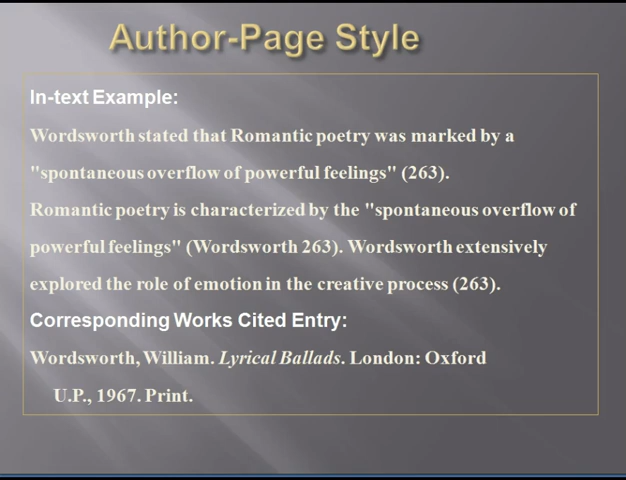 Author-Page Style
In-text Example:
Wordsworth stated that Romantic poetry was marked by a
"spontaneous overflow of powerful feelings" (263).
Romantic poetry is characterized by the "spontaneous overflow of
powerful feelings" (Wordsworth 263). Wordsworth extensively
explored the role of emotion in the creative process (263).
Corresponding Works Cited Entry:
Wordsworth, William. Lyrical Ballads. London: Oxford
U.P., 1967. Print.